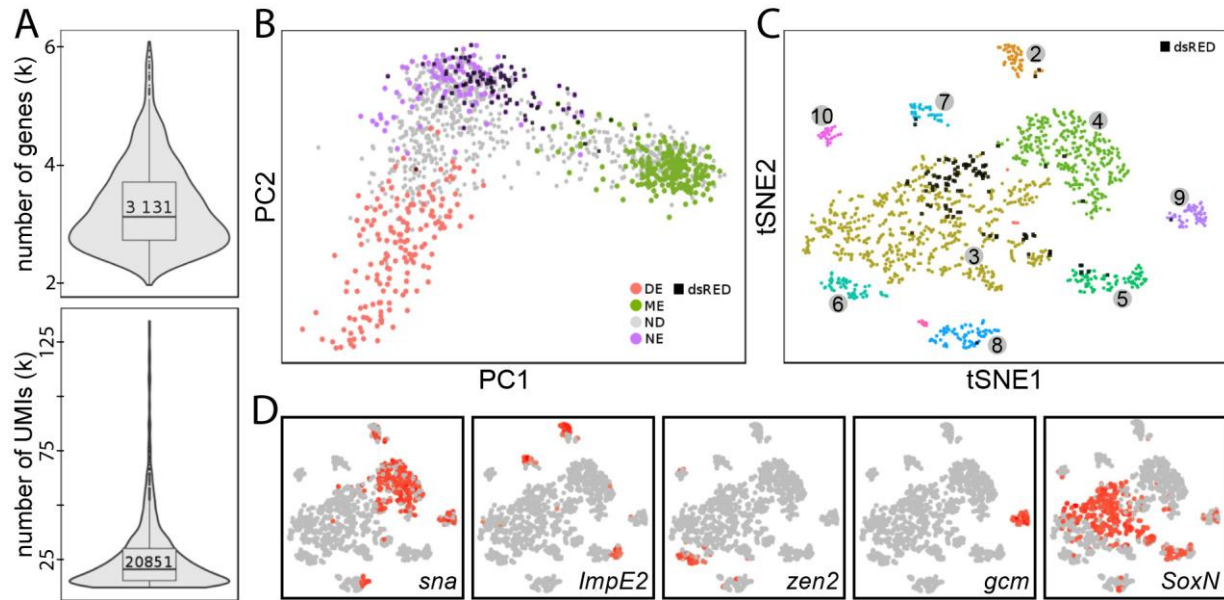 A
number of genes (k)
6
4
2
3 131
number of UMIs (k)
125
75
25
20851
B
PC2
PC1
DE
ME
ND
NE
dsRED
C
dsRED
tSNE2
tSNE1
2
7
10
4
9
3
6
5
8
D
sna
ImpE2
zen2
gcm
SoxN